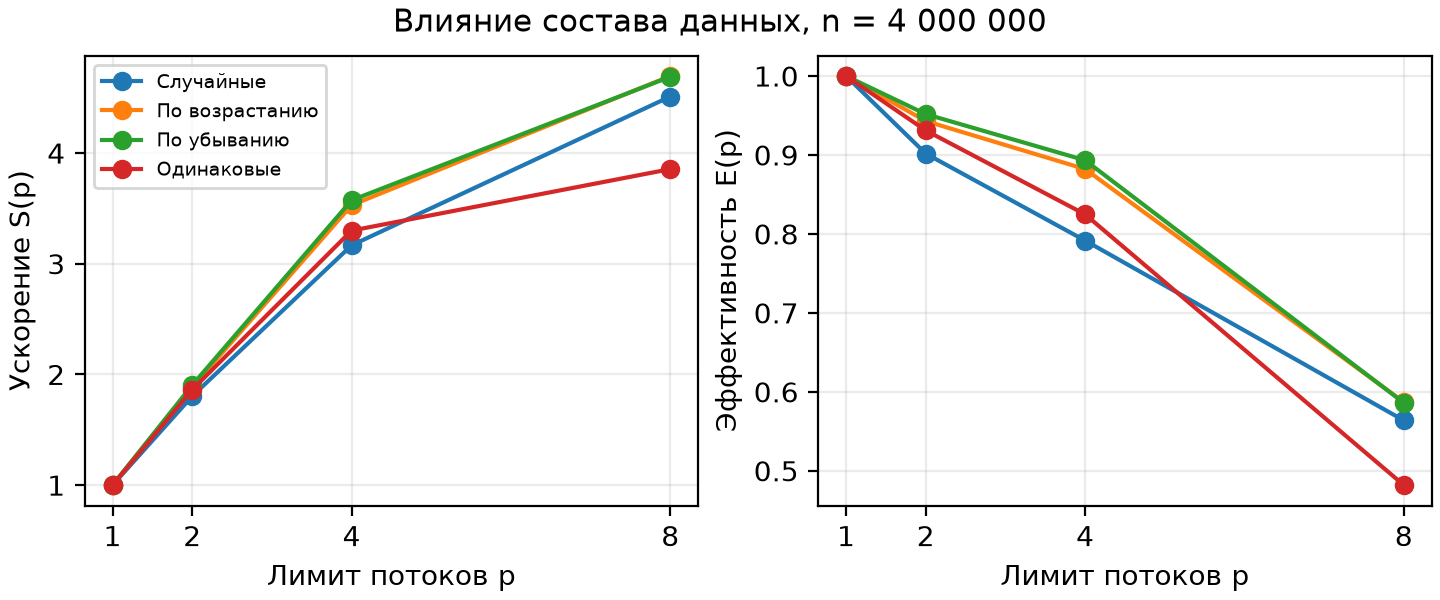 Влияние состава данных, n = 4 000 000
Случайные
По возрастанию
По убыванию
Одинаковые
Ускорение S(p)
4
3
2
1
1 2 4 8
Лимит потоков p
Эффективность E(p)
1.0
0.9
0.8
0.7
0.6
0.5
1 2 4 8
Лимит потоков p